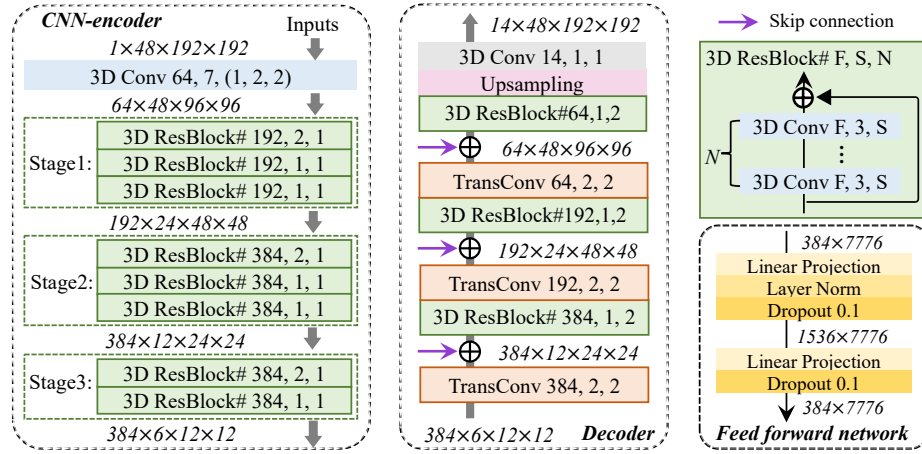 CNN-encoder
Inputs
1×48×192×192
3D Conv 64, 7, (1, 2, 2)
64×48×96×96
Stage1:
3D ResBlock# 192, 2, 1
3D ResBlock# 192, 1, 1
3D ResBlock# 192, 1, 1
192×24×48×48
Stage2:
3D ResBlock# 384, 2, 1
3D ResBlock# 384, 1, 1
3D ResBlock# 384, 1, 1
384×12×24×24
Stage3:
3D ResBlock# 384, 2, 1
3D ResBlock# 384, 1, 1
384×6×12×12
14×48×192×192
3D Conv 14, 1, 1
Upsampling
3D ResBlock#64,1,2
64×48×96×96
TransConv 64, 2, 2
3D ResBlock#192,1,2
192×24×48×48
TransConv 192, 2, 2
3D ResBlock# 384, 1, 2
384×12×24×24
TransConv 384, 2, 2
384×6×12×12
Decoder
Skip connection
3D ResBlock# F, S, N
3D Conv F, 3, S
N
⋮
3D Conv F, 3, S
384×7776
Linear Projection
Layer Norm
Dropout 0.1
1536×7776
Linear Projection
Dropout 0.1
384×7776
Feed forward network